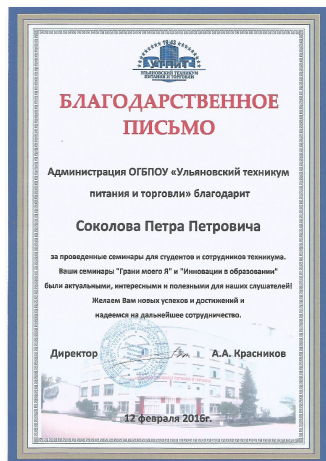 1943
УТПИТ
УЛЬЯНОВСКИЙ ТЕХНИКУМ
ПИТАНИЯ И ТОРГОВЛИ
БЛАГОДАРСТВЕННОЕ
ПИСЬМО
Администрация ОГБПОУ «Ульяновский техникум
питания и торговли» благодарит
Соколова Петра Петровича
за проведенные семинары для студентов и сотрудников техникума.
Ваши семинары "Грани моего Я" и "Инновации в образовании"
были актуальными, интересными и полезными для наших слушателей!
Желаем Вам новых успехов и достижений и
надеемся на дальнейшее сотрудничество.
Директор А.А. Красников
12 февраля 2016г.